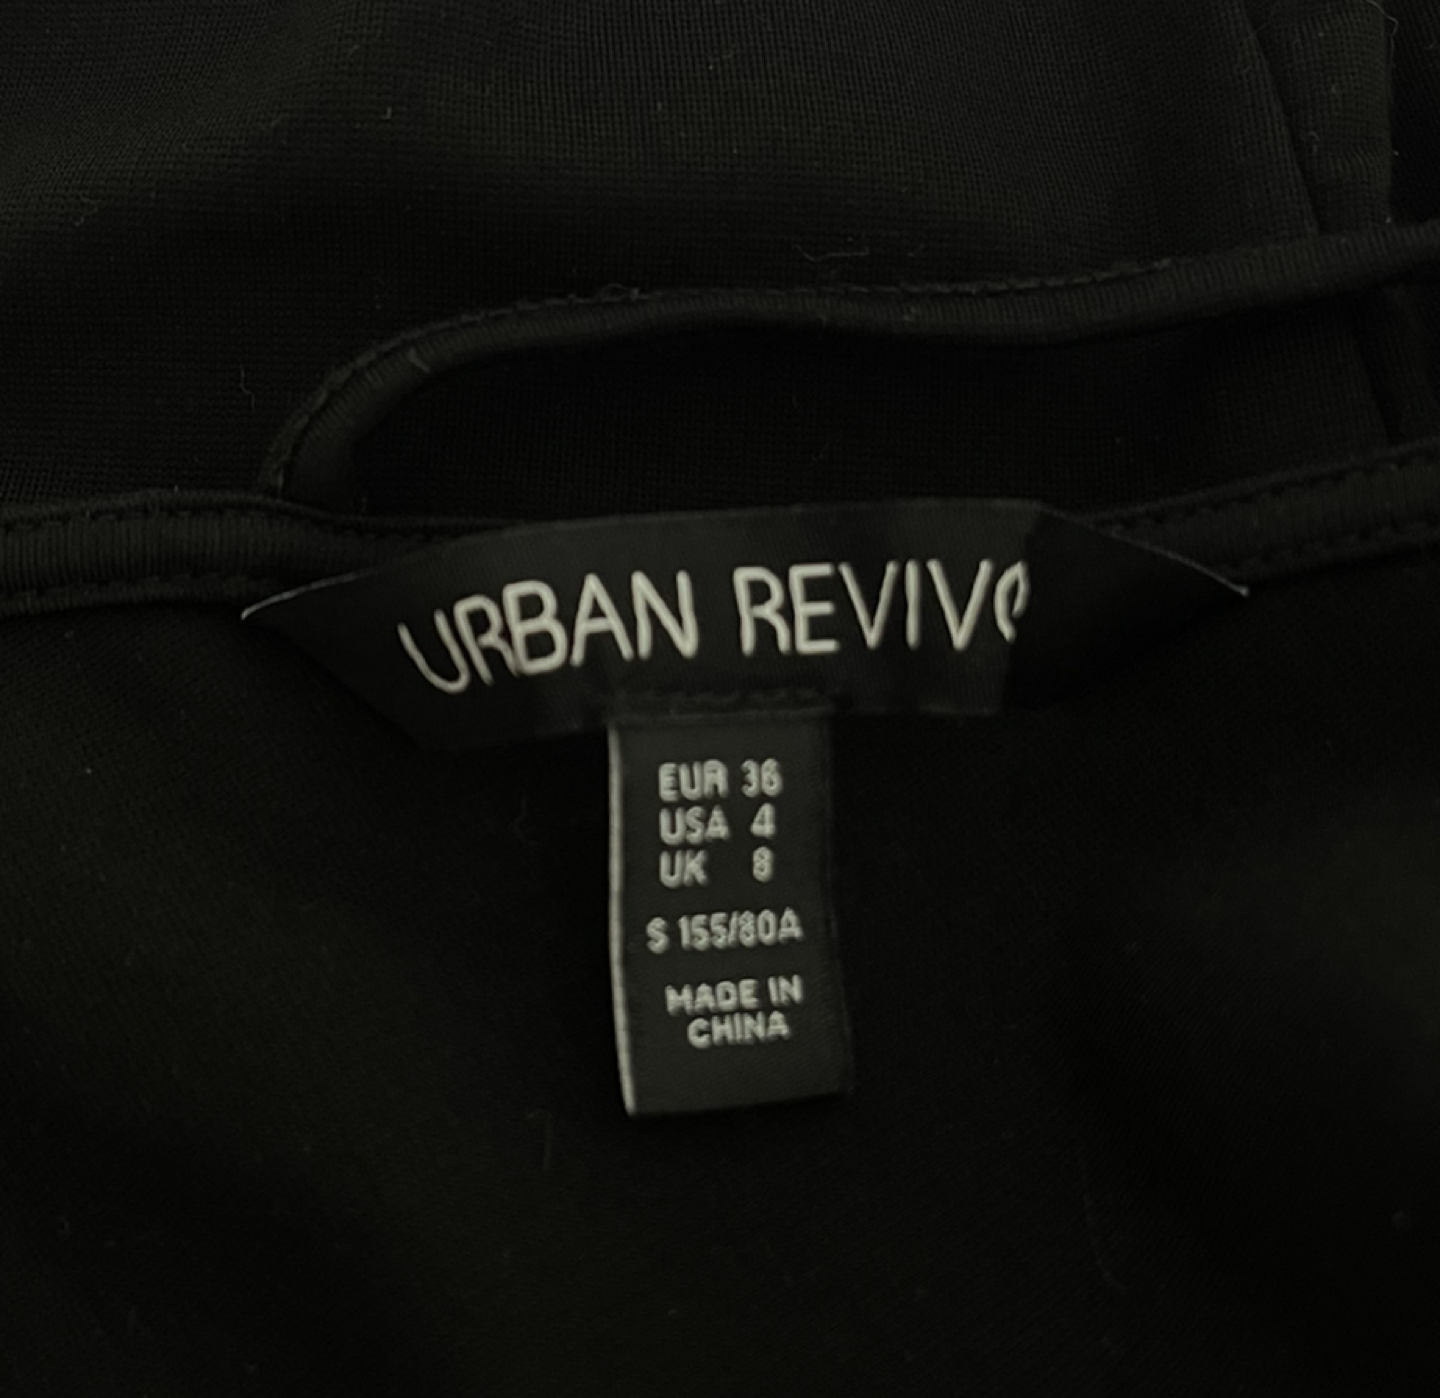 URBAN REVIVO
EUR 36
USA 4
UK 8
S 155/80A
MADE IN
CHINA